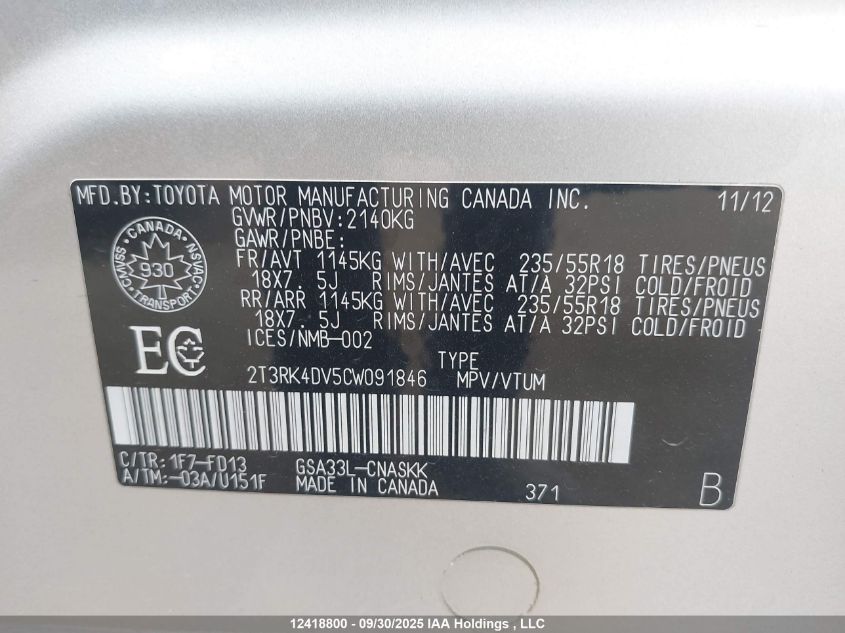 MFD.BY:TOYOTA MOTOR MANUFACTURING CANADA INC. 11/12
GVWR/PNBV:2140KG
GAWR/PNBE:
FR/AVT 1145KG WITH/AVEC 235/55R18 TIRES/PNEUS
18X7. 5J RIMS/JANTES AT/A 32PSI COLD/FROID
RR/ARR 1145KG WITH/AVEC 235/55R18 TIRES/PNEUS
18X7. 5J RIMS/JANTES AT/A 32PSI COLD/FROID
ICES/NMB-002
CANADA
CMVSS 930 NSVAC
TRANSPORT
EC
TYPE
2T3RK4DV5CW091846 MPV/VTUM
C/TR: 1F7-FD13 GSA33L-CNASKK
A/TM:-03A/U151F MADE IN CANADA 371 B
12418800 - 09/30/2025 IAA Holdings , LLC